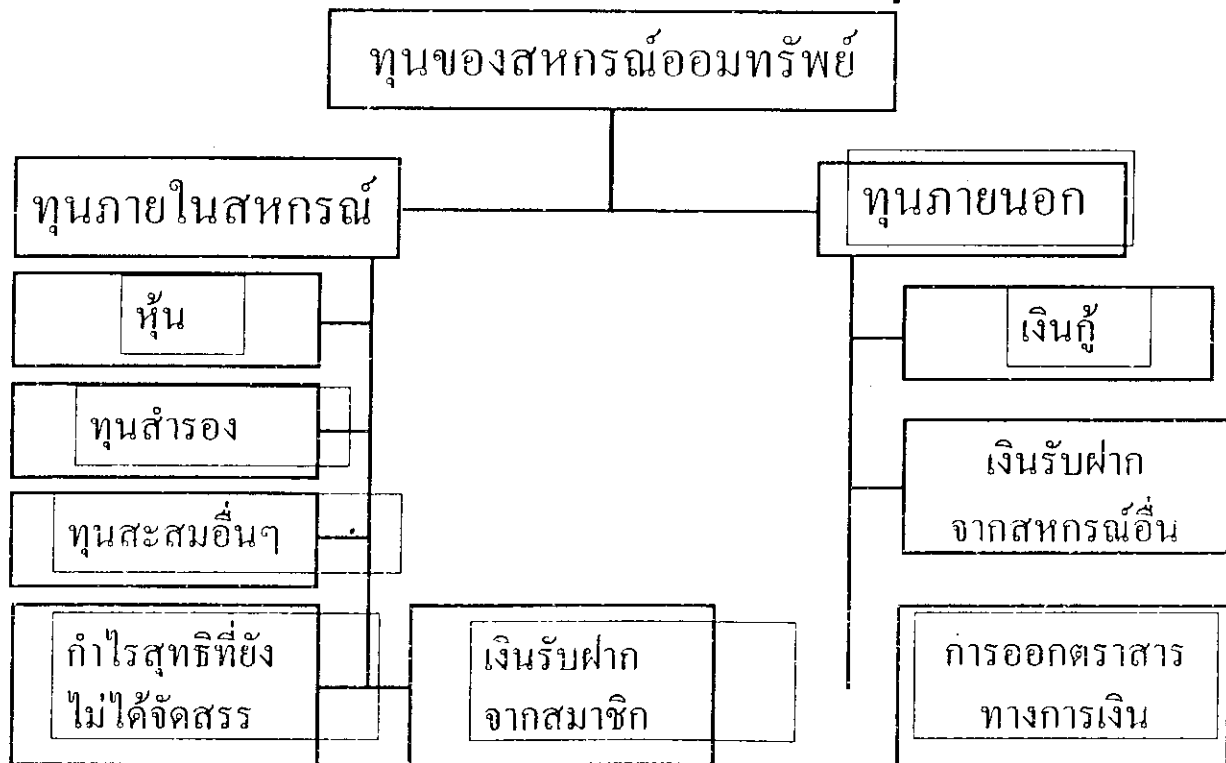 ทุนของสหกรณ์ออมทรัพย์
ทุนภายในสหกรณ์
หุ้น
ทุนสำรอง
ทุนสะสมอื่นๆ
กำไรสุทธิที่ยัง
ไม่ได้จัดสรร
เงินรับฝาก
จากสมาชิก
ทุนภายนอก
เงินกู้
เงินรับฝาก
จากสหกรณ์อื่น
การออกตราสาร
ทางการเงิน